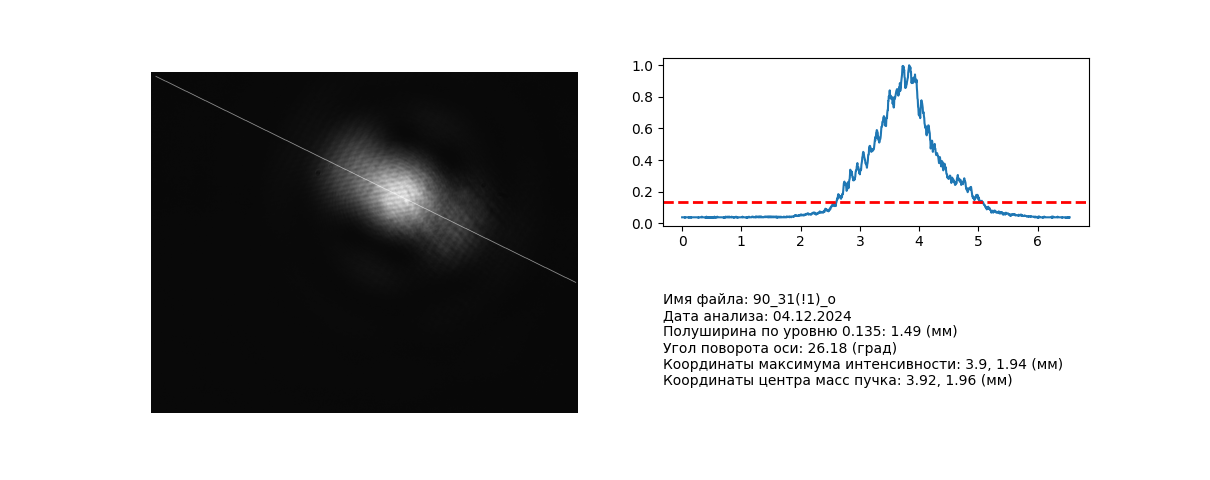 1.0
0.8
0.6
0.4
0.2
0.0
0 1 2 3 4 5 6
Имя файла: 90_31(!1)_o
Дата анализа: 04.12.2024
Полуширина по уровню 0.135: 1.49 (мм)
Угол поворота оси: 26.18 (град)
Координаты максимума интенсивности: 3.9, 1.94 (мм)
Координаты центра масс пучка: 3.92, 1.96 (мм)